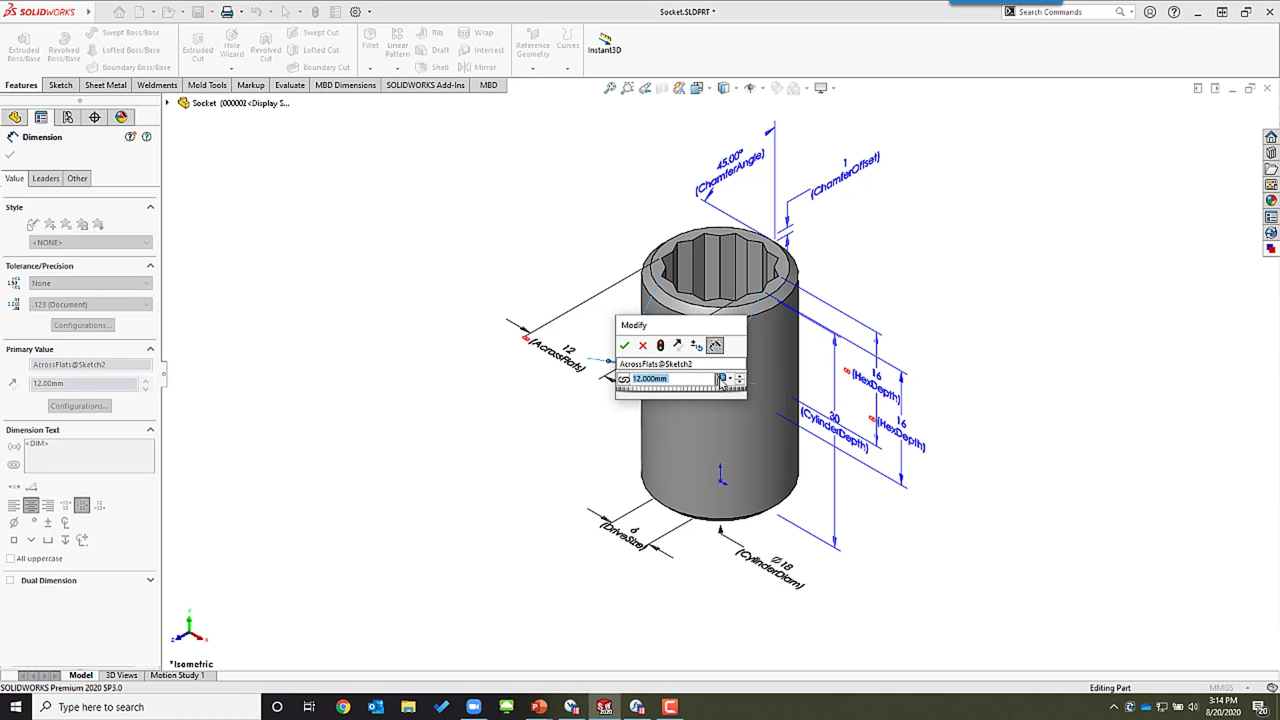 SOLIDWORKS
Socket.SLDPRT *
Search Commands
Extruded Boss/Base
Revolved Boss/Base
Swept Boss/Base
Lofted Boss/Base
Boundary Boss/Base
Extruded Cut
Hole Wizard
Revolved Cut
Swept Cut
Lofted Cut
Boundary Cut
Fillet
Linear Pattern
Rib
Draft
Shell
Wrap
Intersect
Mirror
Reference Geometry
Curves
Instant3D
Features
Sketch
Sheet Metal
Weldments
Mold Tools
Markup
Evaluate
MBD Dimensions
SOLIDWORKS Add-Ins
MBD
Socket (000002<Display S...
Dimension
Value
Leaders
Other
Style
<NONE>
Tolerance/Precision
None
.123 (Document)
Configurations...
Primary Value
AcrossFlats@Sketch2
12.00mm
Configurations...
Dimension Text
<DIM>
All uppercase
Dual Dimension
45.00°
(ChamferAngle)
1
(ChamferOffset)
12
(AcrossFlats)
Modify
AcrossFlats@Sketch2
12.000mm
16
(HexDepth)
30
(CylinderDepth)
16
(HexDepth)
6
(DriveSize)
Ø18
(CylinderDiam)
Y
X
Z
*Isometric
Model
3D Views
Motion Study 1
SOLIDWORKS Premium 2020 SP3.0
Editing Part
MMGS
Type here to search
3:14 PM
8/20/2020